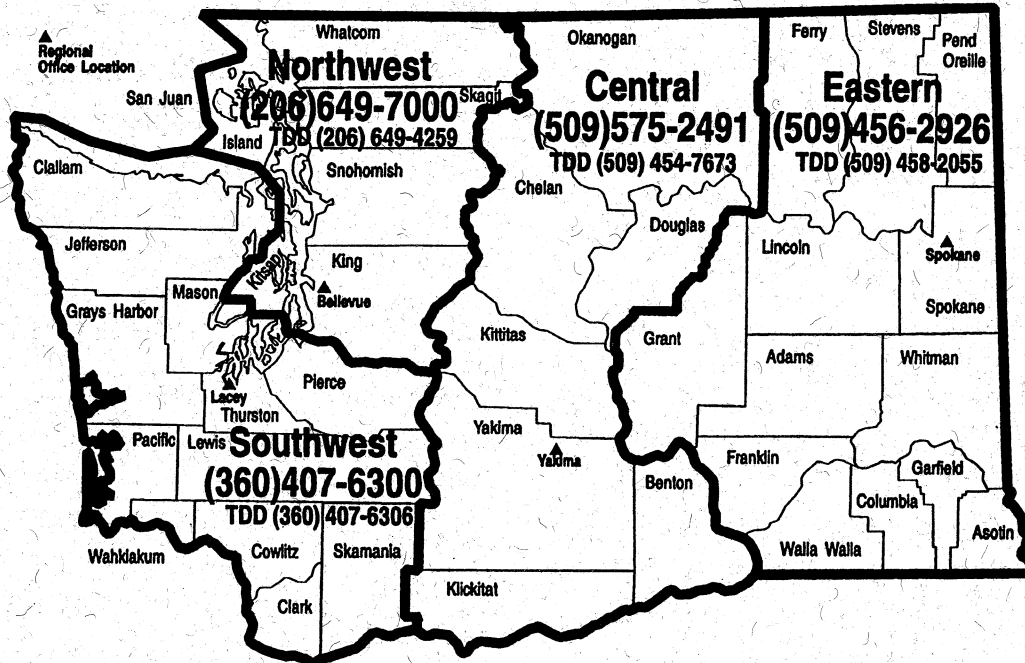 Regional
Office Location
Whatcom
Northwest
(206)649-7000
TDD (206) 649-4259
San Juan
Skagit
Island
Snohomish
King
Kitsap
Bellevue
Okanogan
Central
(509)575-2491
TDD (509) 454-7673
Chelan
Douglas
Kittitas
Yakima
Yakima
Benton
Klickitat
Ferry
Stevens
Pend
Oreille
Eastern
(509)456-2926
TDD (509) 458-2055
Lincoln
Spokane
Spokane
Grant
Adams
Whitman
Franklin
Garfield
Columbia
Walla Walla
Asotin
Clallam
Jefferson
Mason
Grays Harbor
Pierce
Lacey
Thurston
Pacific
Lewis
Southwest
(360)407-6300
TDD (360) 407-6306
Wahklakum
Cowlitz
Skamania
Clark